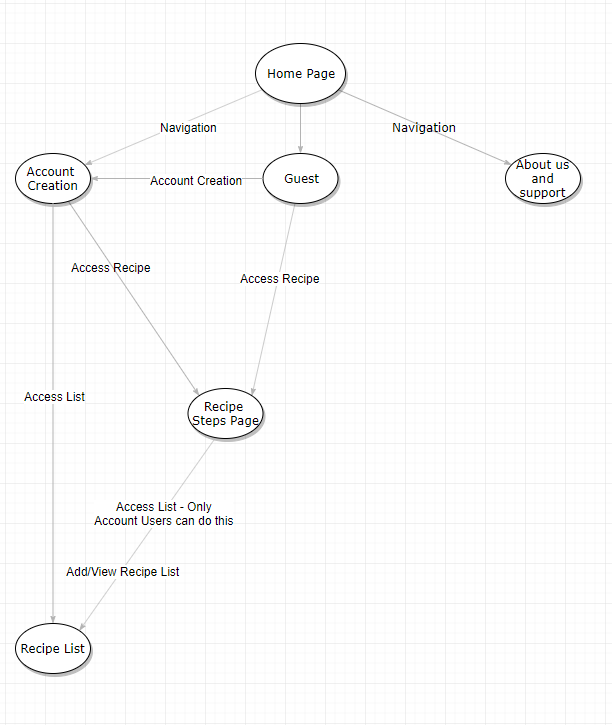 Home Page
Navigation
Navigation
Account
Creation
Account Creation
Guest
About us
and
support
Access Recipe
Access Recipe
Access List
Recipe
Steps Page
Access List - Only
Account Users can do this
Add/View Recipe List
Recipe List